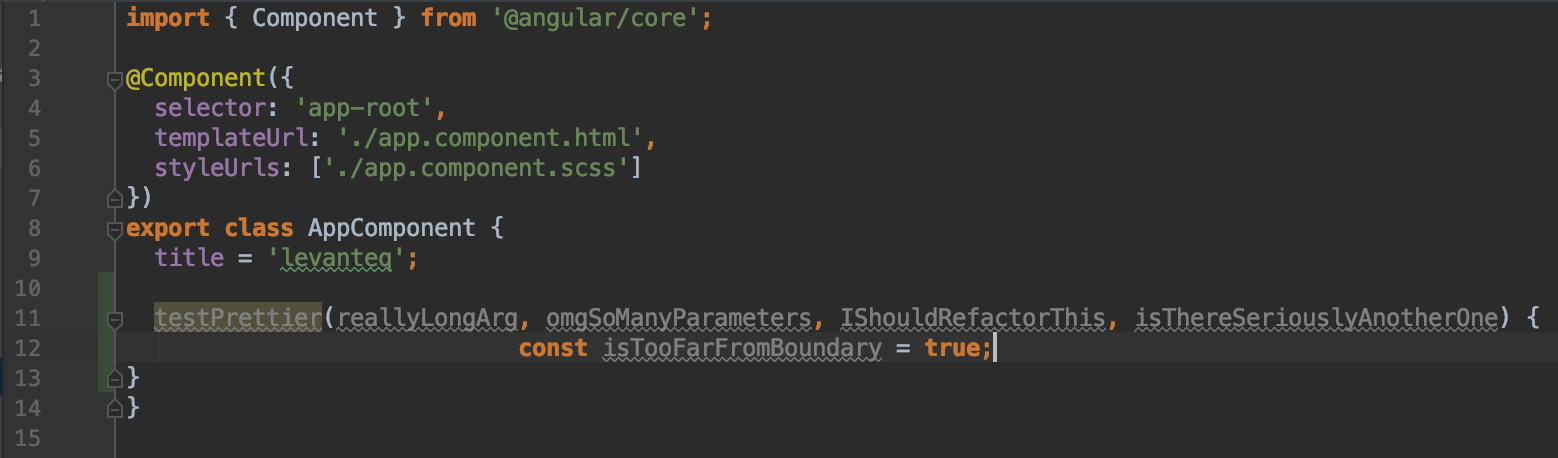 1 import { Component } from '@angular/core';
2
3 @Component({
4   selector: 'app-root',
5   templateUrl: './app.component.html',
6   styleUrls: ['./app.component.scss']
7 })
8 export class AppComponent {
9   title = 'levanteq';
10
11   testPrettier(reallyLongArg, omgSoManyParameters, IShouldRefactorThis, isThereSeriouslyAnotherOne) {
12                             const isTooFarFromBoundary = true;
13 }
14 }
15